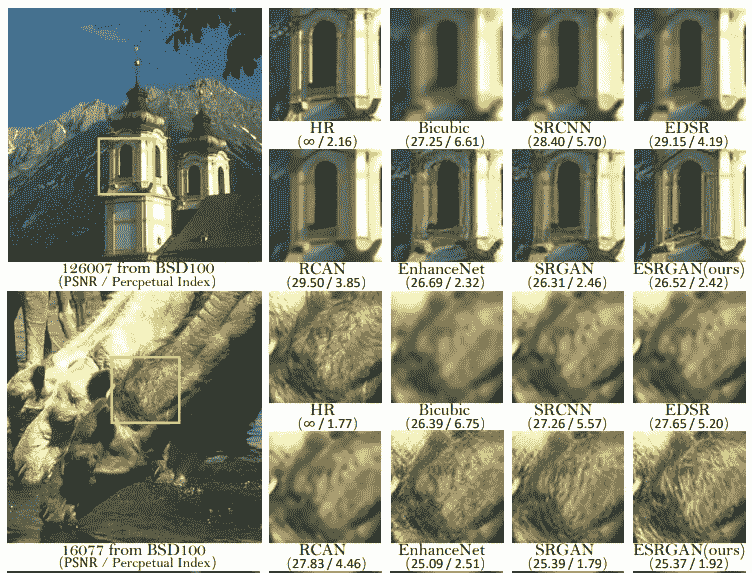 HR
(∞ / 2.16)
Bicubic
(27.25 / 6.61)
SRCNN
(28.40 / 5.70)
EDSR
(29.15 / 4.19)
126007 from BSD100
(PSNR / Percpetual Index)
RCAN
(29.50 / 3.85)
EnhanceNet
(26.69 / 2.32)
SRGAN
(26.31 / 2.46)
ESRGAN(ours)
(26.52 / 2.42)
HR
(∞ / 1.77)
Bicubic
(26.39 / 6.75)
SRCNN
(27.26 / 5.57)
EDSR
(27.65 / 5.20)
16077 from BSD100
(PSNR / Percpetual Index)
RCAN
(27.83 / 4.46)
EnhanceNet
(25.09 / 2.51)
SRGAN
(25.39 / 1.79)
ESRGAN(ours)
(25.37 / 1.92)